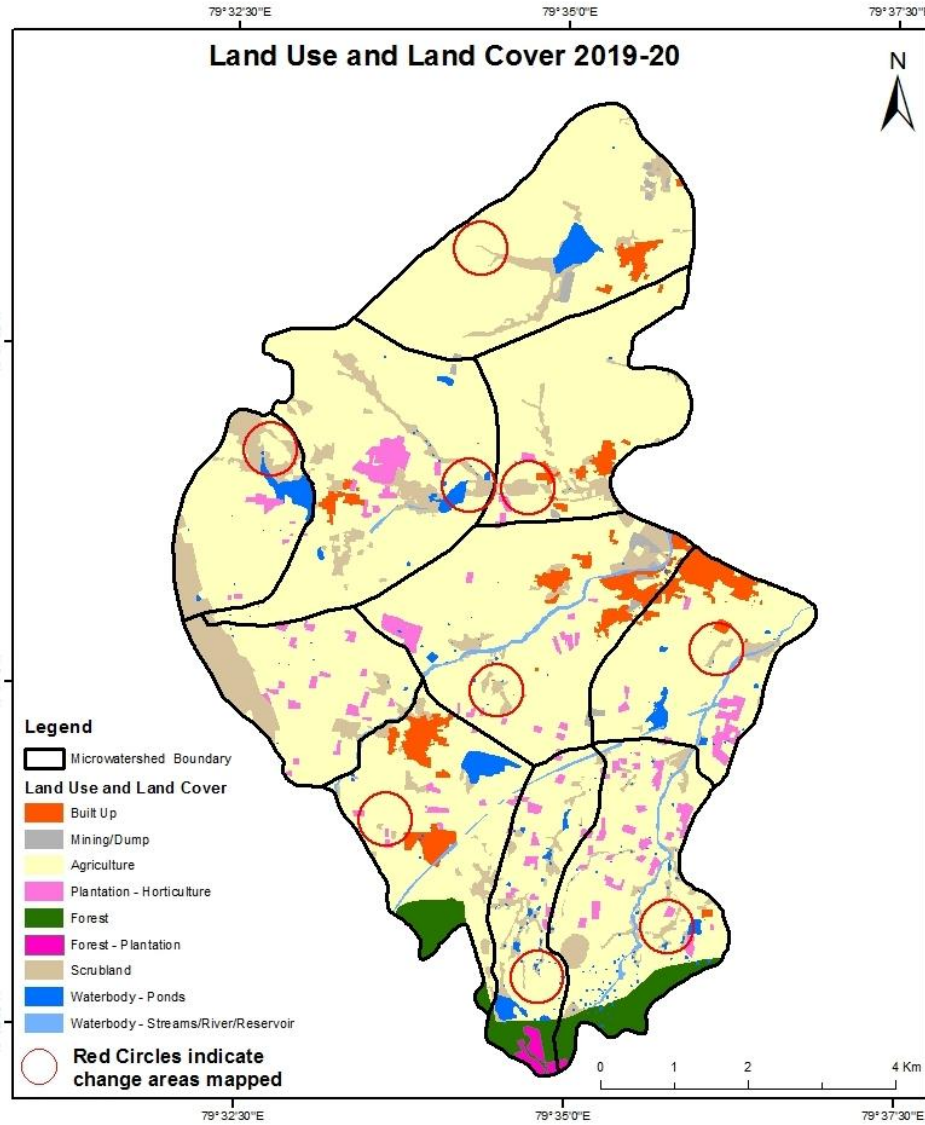 79°32'30"E 79°35'0"E 79°37'30"E
Land Use and Land Cover 2019-20
N
Legend
Microwatershed Boundary
Land Use and Land Cover
Built Up
Mining/Dump
Agriculture
Plantation - Horticulture
Forest
Forest - Plantation
Scrubland
Waterbody - Ponds
Waterbody - Streams/River/Reservoir
Red Circles indicate
change areas mapped
0 1 2 4 Km
79°32'30"E 79°35'0"E 79°37'30"E